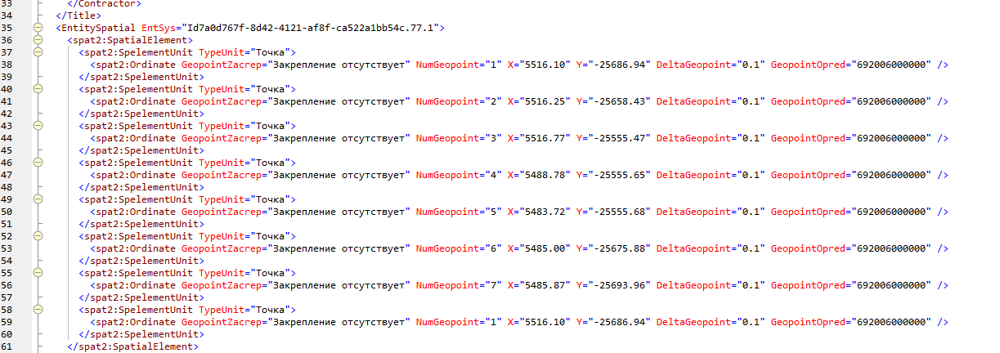 33 </Contractor>
34 </Title>
35 <EntitySpatial EntSys="Id7a0d767f-8d42-4121-af8f-ca522a1bb54c.77.1">
36 <spat2:SpatialElement>
37 <spat2:SpelementUnit TypeUnit="Точка">
38 <spat2:Ordinate GeopointZacrep="Закрепление отсутствует" NumGeopoint="1" X="5516.10" Y="-25686.94" DeltaGeopoint="0.1" GeopointOpred="692006000000" />
39 </spat2:SpelementUnit>
40 <spat2:SpelementUnit TypeUnit="Точка">
41 <spat2:Ordinate GeopointZacrep="Закрепление отсутствует" NumGeopoint="2" X="5516.25" Y="-25658.43" DeltaGeopoint="0.1" GeopointOpred="692006000000" />
42 </spat2:SpelementUnit>
43 <spat2:SpelementUnit TypeUnit="Точка">
44 <spat2:Ordinate GeopointZacrep="Закрепление отсутствует" NumGeopoint="3" X="5516.77" Y="-25555.47" DeltaGeopoint="0.1" GeopointOpred="692006000000" />
45 </spat2:SpelementUnit>
46 <spat2:SpelementUnit TypeUnit="Точка">
47 <spat2:Ordinate GeopointZacrep="Закрепление отсутствует" NumGeopoint="4" X="5488.78" Y="-25555.65" DeltaGeopoint="0.1" GeopointOpred="692006000000" />
48 </spat2:SpelementUnit>
49 <spat2:SpelementUnit TypeUnit="Точка">
50 <spat2:Ordinate GeopointZacrep="Закрепление отсутствует" NumGeopoint="5" X="5483.72" Y="-25555.68" DeltaGeopoint="0.1" GeopointOpred="692006000000" />
51 </spat2:SpelementUnit>
52 <spat2:SpelementUnit TypeUnit="Точка">
53 <spat2:Ordinate GeopointZacrep="Закрепление отсутствует" NumGeopoint="6" X="5485.00" Y="-25675.88" DeltaGeopoint="0.1" GeopointOpred="692006000000" />
54 </spat2:SpelementUnit>
55 <spat2:SpelementUnit TypeUnit="Точка">
56 <spat2:Ordinate GeopointZacrep="Закрепление отсутствует" NumGeopoint="7" X="5485.87" Y="-25693.96" DeltaGeopoint="0.1" GeopointOpred="692006000000" />
57 </spat2:SpelementUnit>
58 <spat2:SpelementUnit TypeUnit="Точка">
59 <spat2:Ordinate GeopointZacrep="Закрепление отсутствует" NumGeopoint="1" X="5516.10" Y="-25686.94" DeltaGeopoint="0.1" GeopointOpred="692006000000" />
60 </spat2:SpelementUnit>
61 </spat2:SpatialElement>